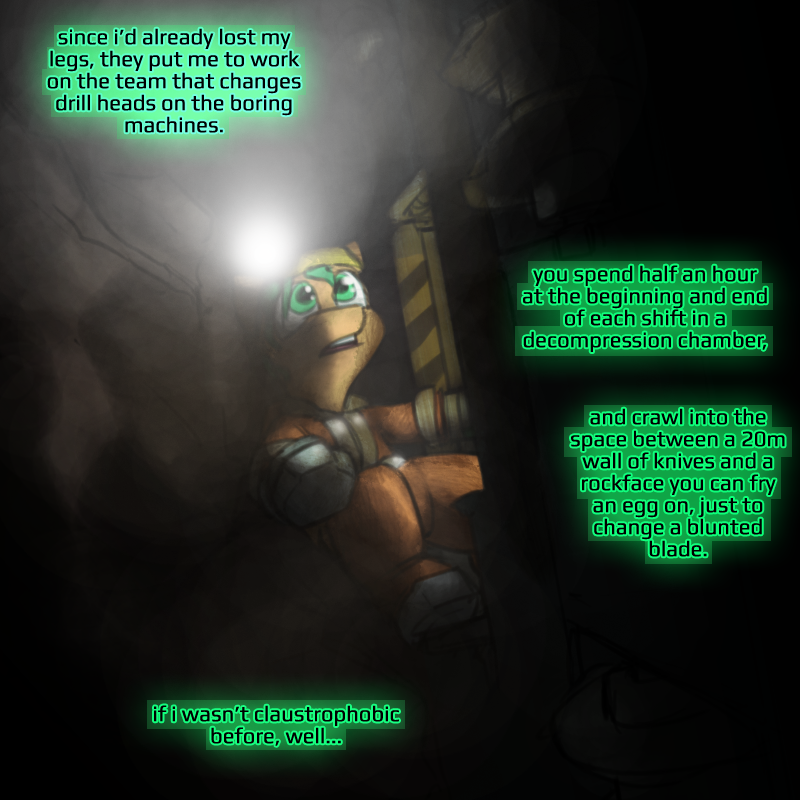 since i'd already lost my
legs, they put me to work
on the team that changes
drill heads on the boring
machines.
you spend half an hour
at the beginning and end
of each shift in a
decompression chamber,
and crawl into the
space between a 20m
wall of knives and a
rockface you can fry
an egg on, just to
change a blunted
blade.
if i wasn't claustrophobic
before, well...